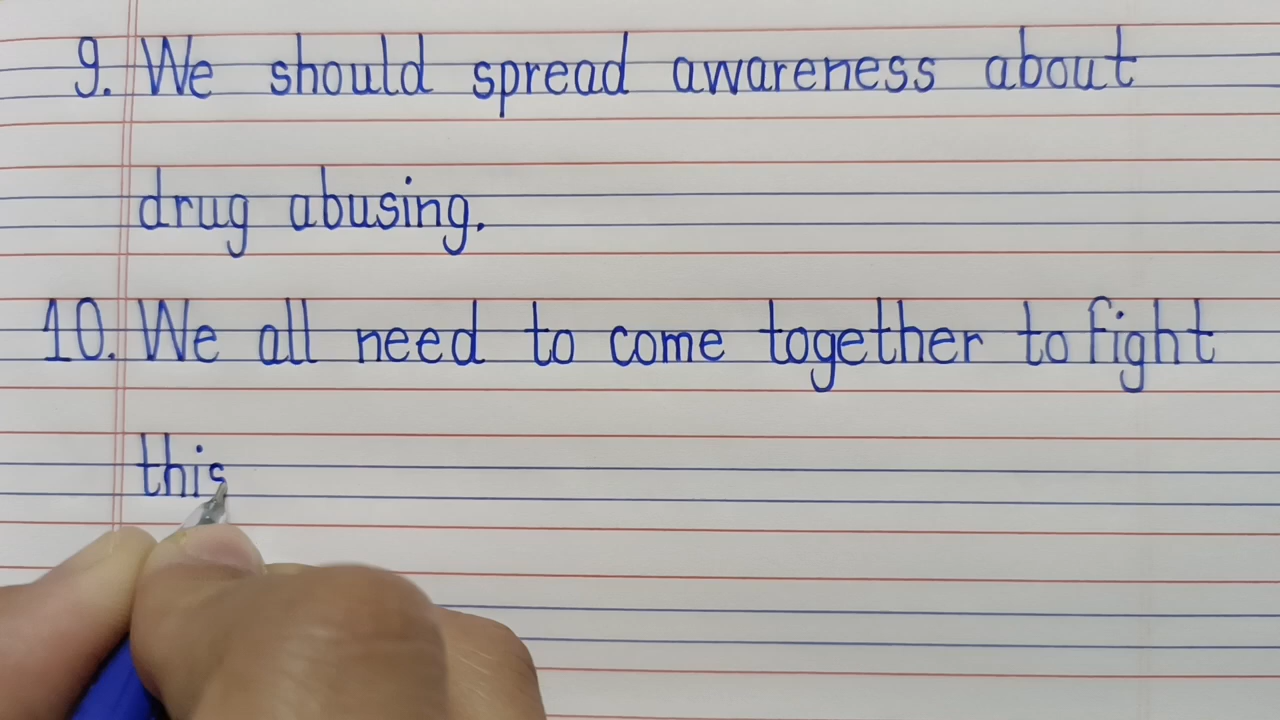 9. We should spread awareness about
drug abusing.
10. We all need to come together to fight
this